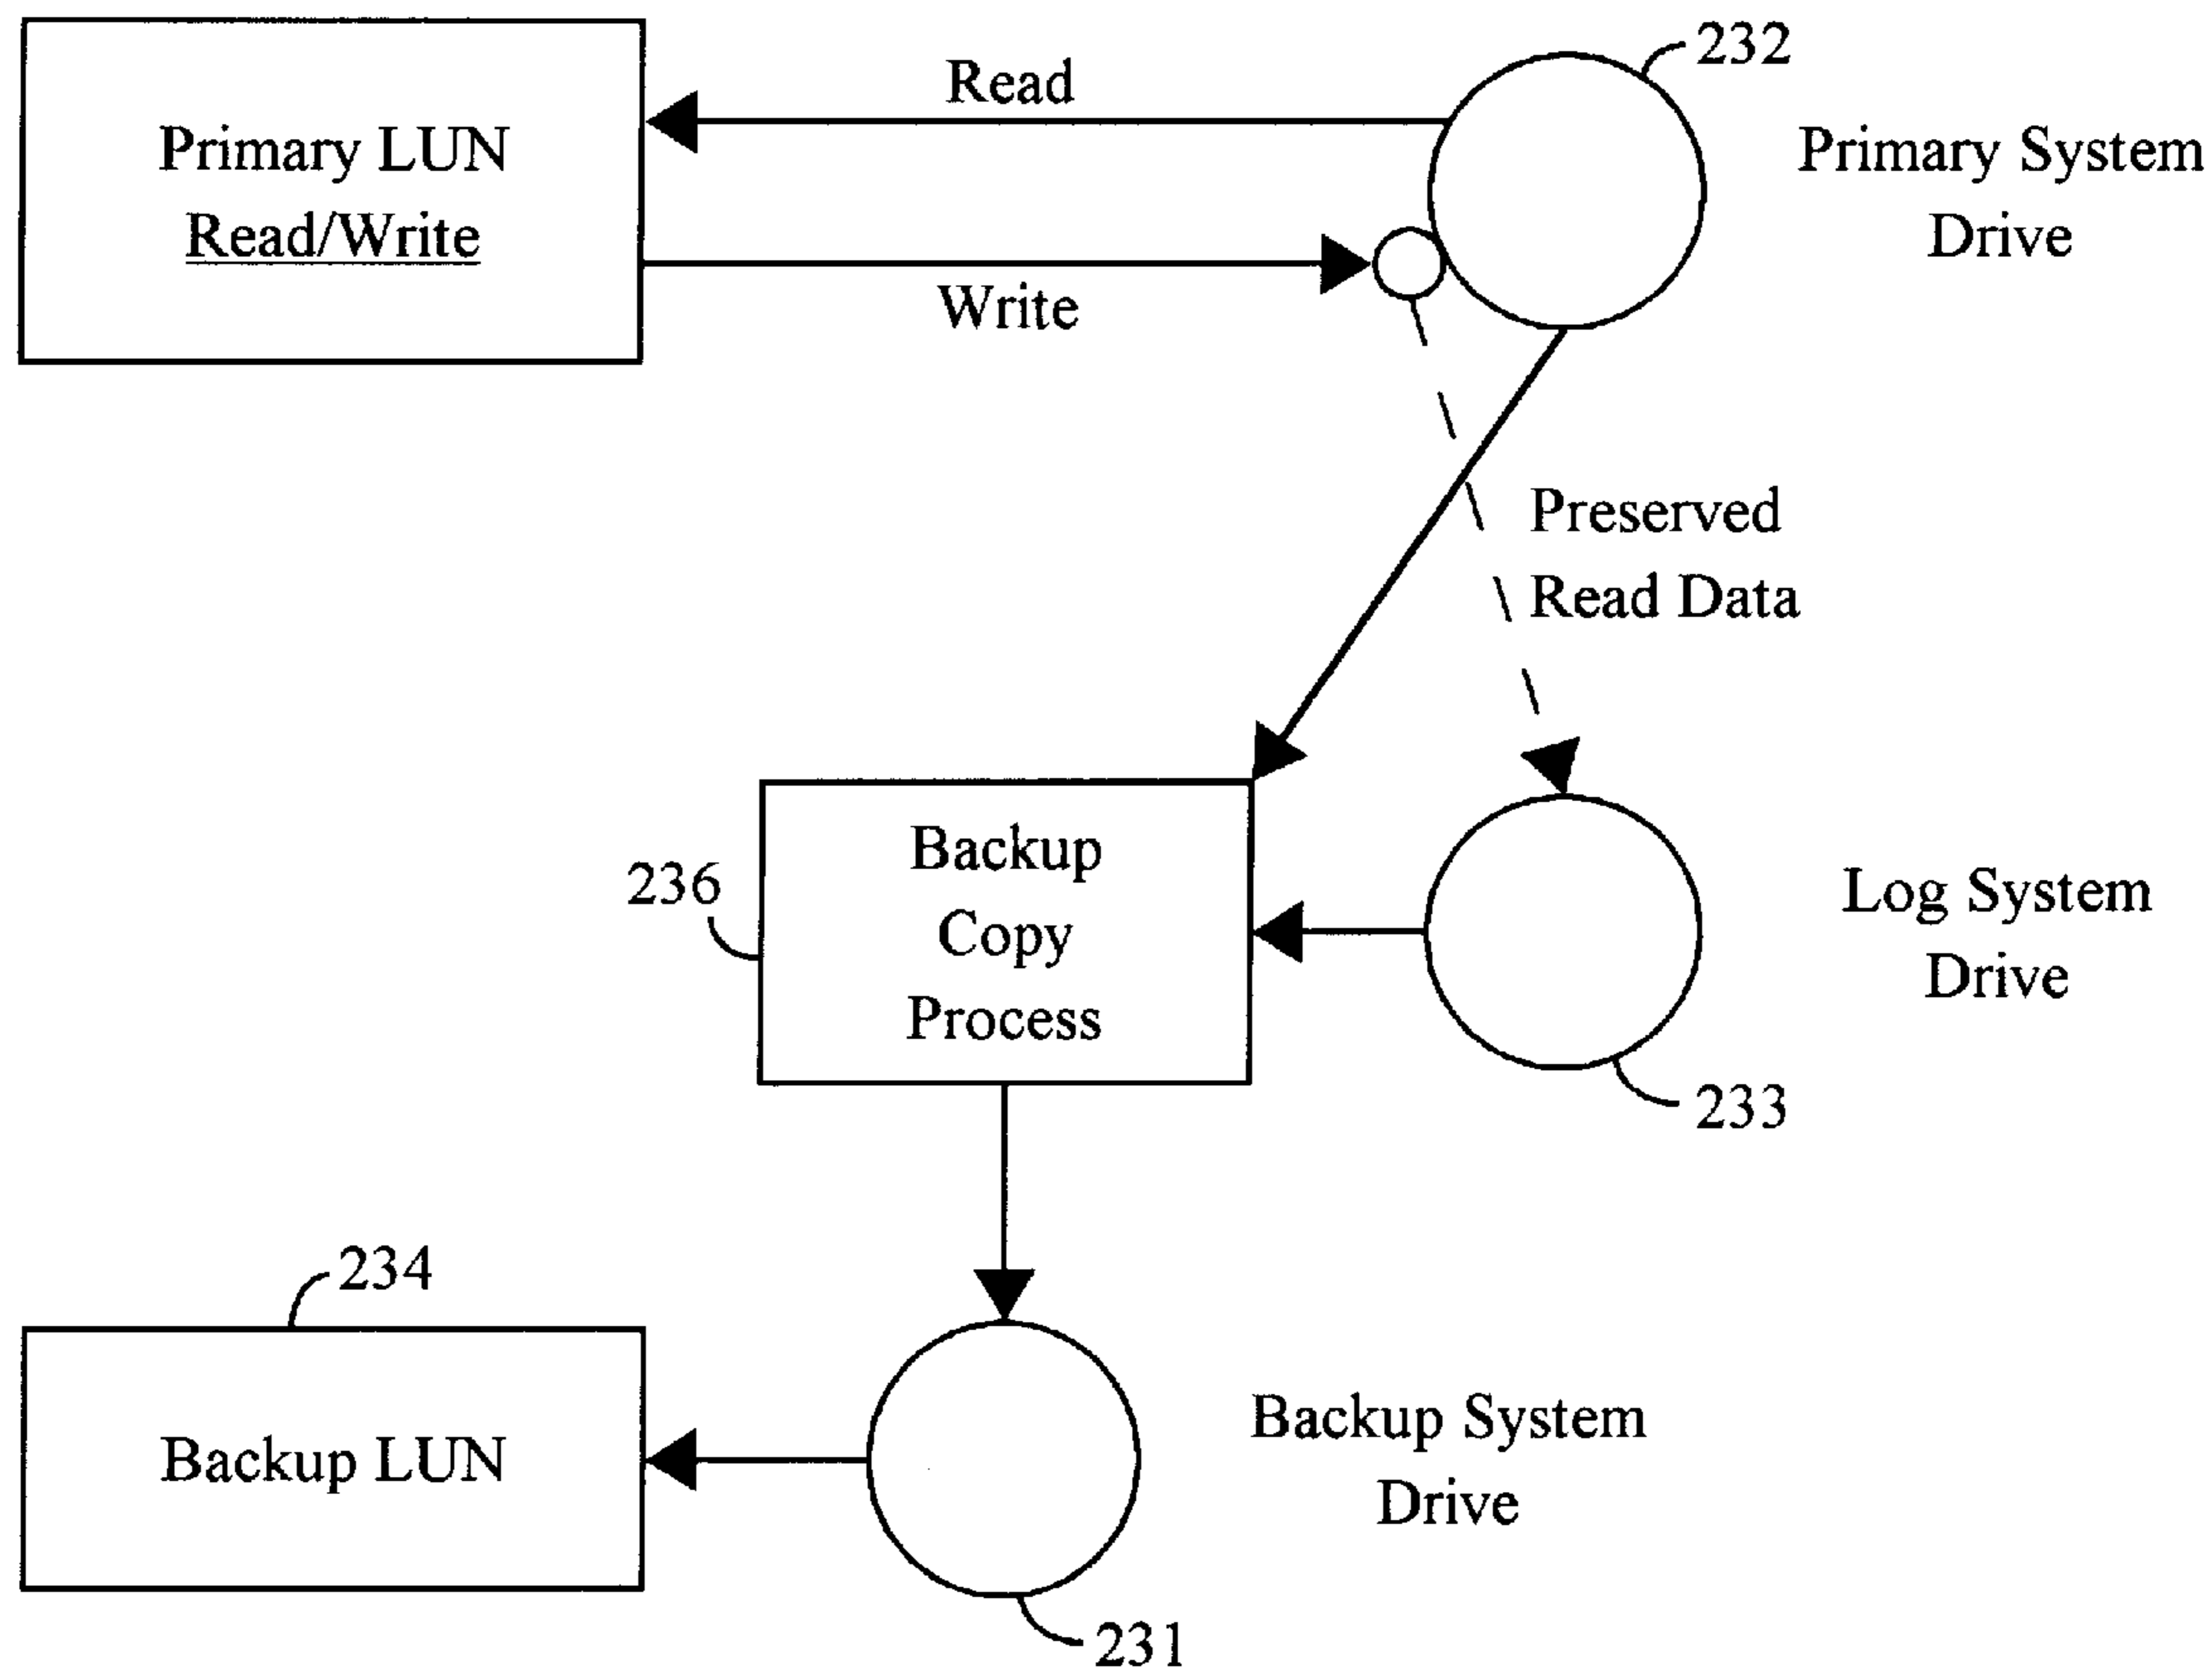 232
Read
Primary LUN
Read/Write
Primary System
Drive
Write
Preserved
Read Data
Backup
Copy
Process
236
Log System
Drive
233
234
Backup LUN
Backup System
Drive
231